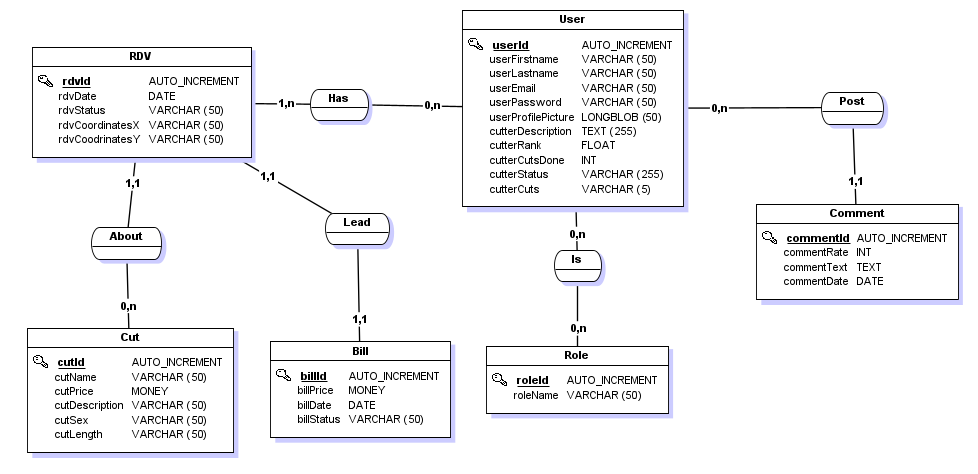 User
userId AUTO_INCREMENT
userFirstname VARCHAR (50)
userLastname VARCHAR (50)
userEmail VARCHAR (50)
userPassword VARCHAR (50)
userProfilePicture LONGBLOB (50)
cutterDescription TEXT (255)
cutterRank FLOAT
cutterCutsDone INT
cutterStatus VARCHAR (255)
cutterCuts VARCHAR (5)
RDV
rdvId AUTO_INCREMENT
rdvDate DATE
rdvStatus VARCHAR (50)
rdvCoordinatesX VARCHAR (50)
rdvCoodrinatesY VARCHAR (50)
1,n
Has
0,n
0,n
Post
1,1
Comment
commentId AUTO_INCREMENT
commentRate INT
commentText TEXT
commentDate DATE
1,1
About
0,n
1,1
Lead
1,1
0,n
Is
0,n
Cut
cutId AUTO_INCREMENT
cutName VARCHAR (50)
cutPrice MONEY
cutDescription VARCHAR (50)
cutSex VARCHAR (50)
cutLength VARCHAR (50)
Bill
billId AUTO_INCREMENT
billPrice MONEY
billDate DATE
billStatus VARCHAR (50)
Role
roleId AUTO_INCREMENT
roleName VARCHAR (50)